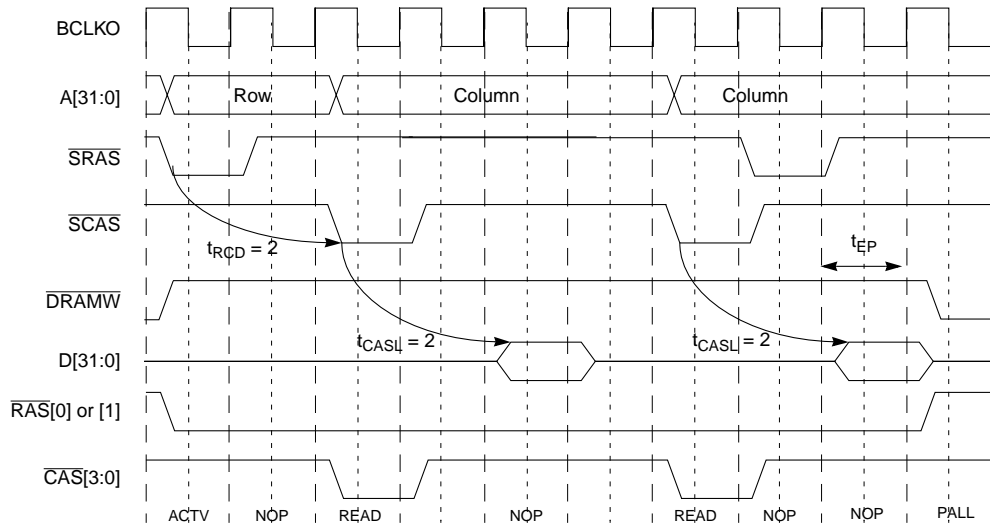 BCLKO
A[31:0]
Row
Column
Column
SRAS
SCAS
tRCD = 2
tEP
DRAMW
tCASL = 2
tCASL = 2
D[31:0]
RAS[0] or [1]
CAS[3:0]
ACTV
NOP
READ
NOP
READ
NOP
NOP
PALL